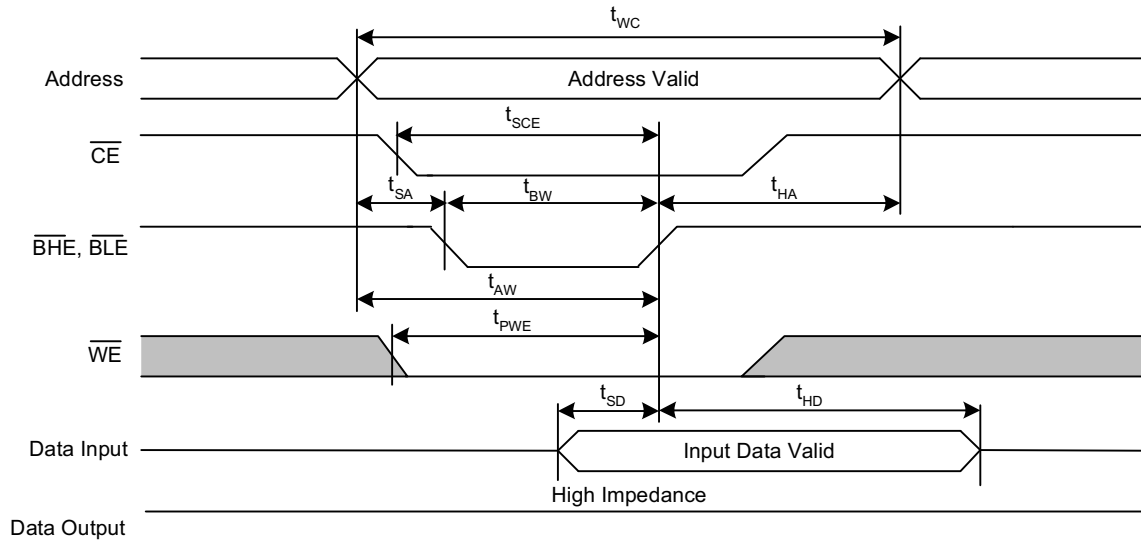 tWC
Address
Address Valid
tSCE
CE
tSA
tBW
tHA
BHE, BLE
tAW
tPWE
WE
tSD
tHD
Data Input
Input Data Valid
High Impedance
Data Output